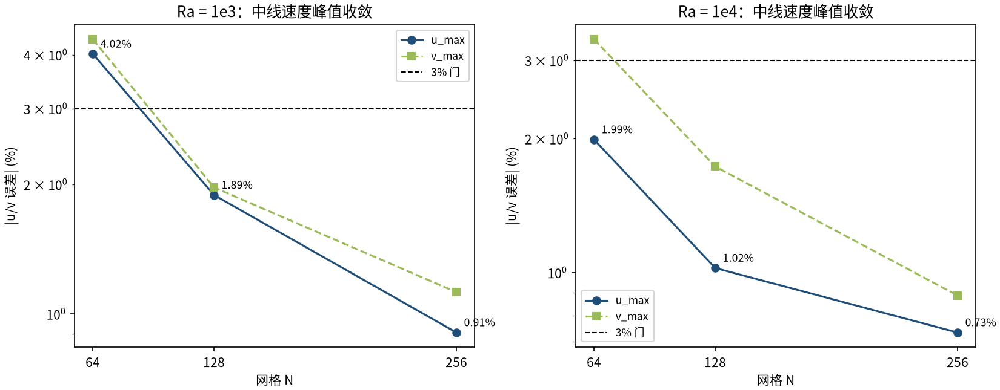 Ra = 1e3：中线速度峰值收敛
|u/v 误差| (%)
4 × 10⁰
3 × 10⁰
2 × 10⁰
10⁰
4.02%
1.89%
0.91%
u_max
v_max
3% 门
64
128
256
网格 N
Ra = 1e4：中线速度峰值收敛
|u/v 误差| (%)
3 × 10⁰
2 × 10⁰
10⁰
1.99%
1.02%
0.73%
u_max
v_max
3% 门
64
128
256
网格 N